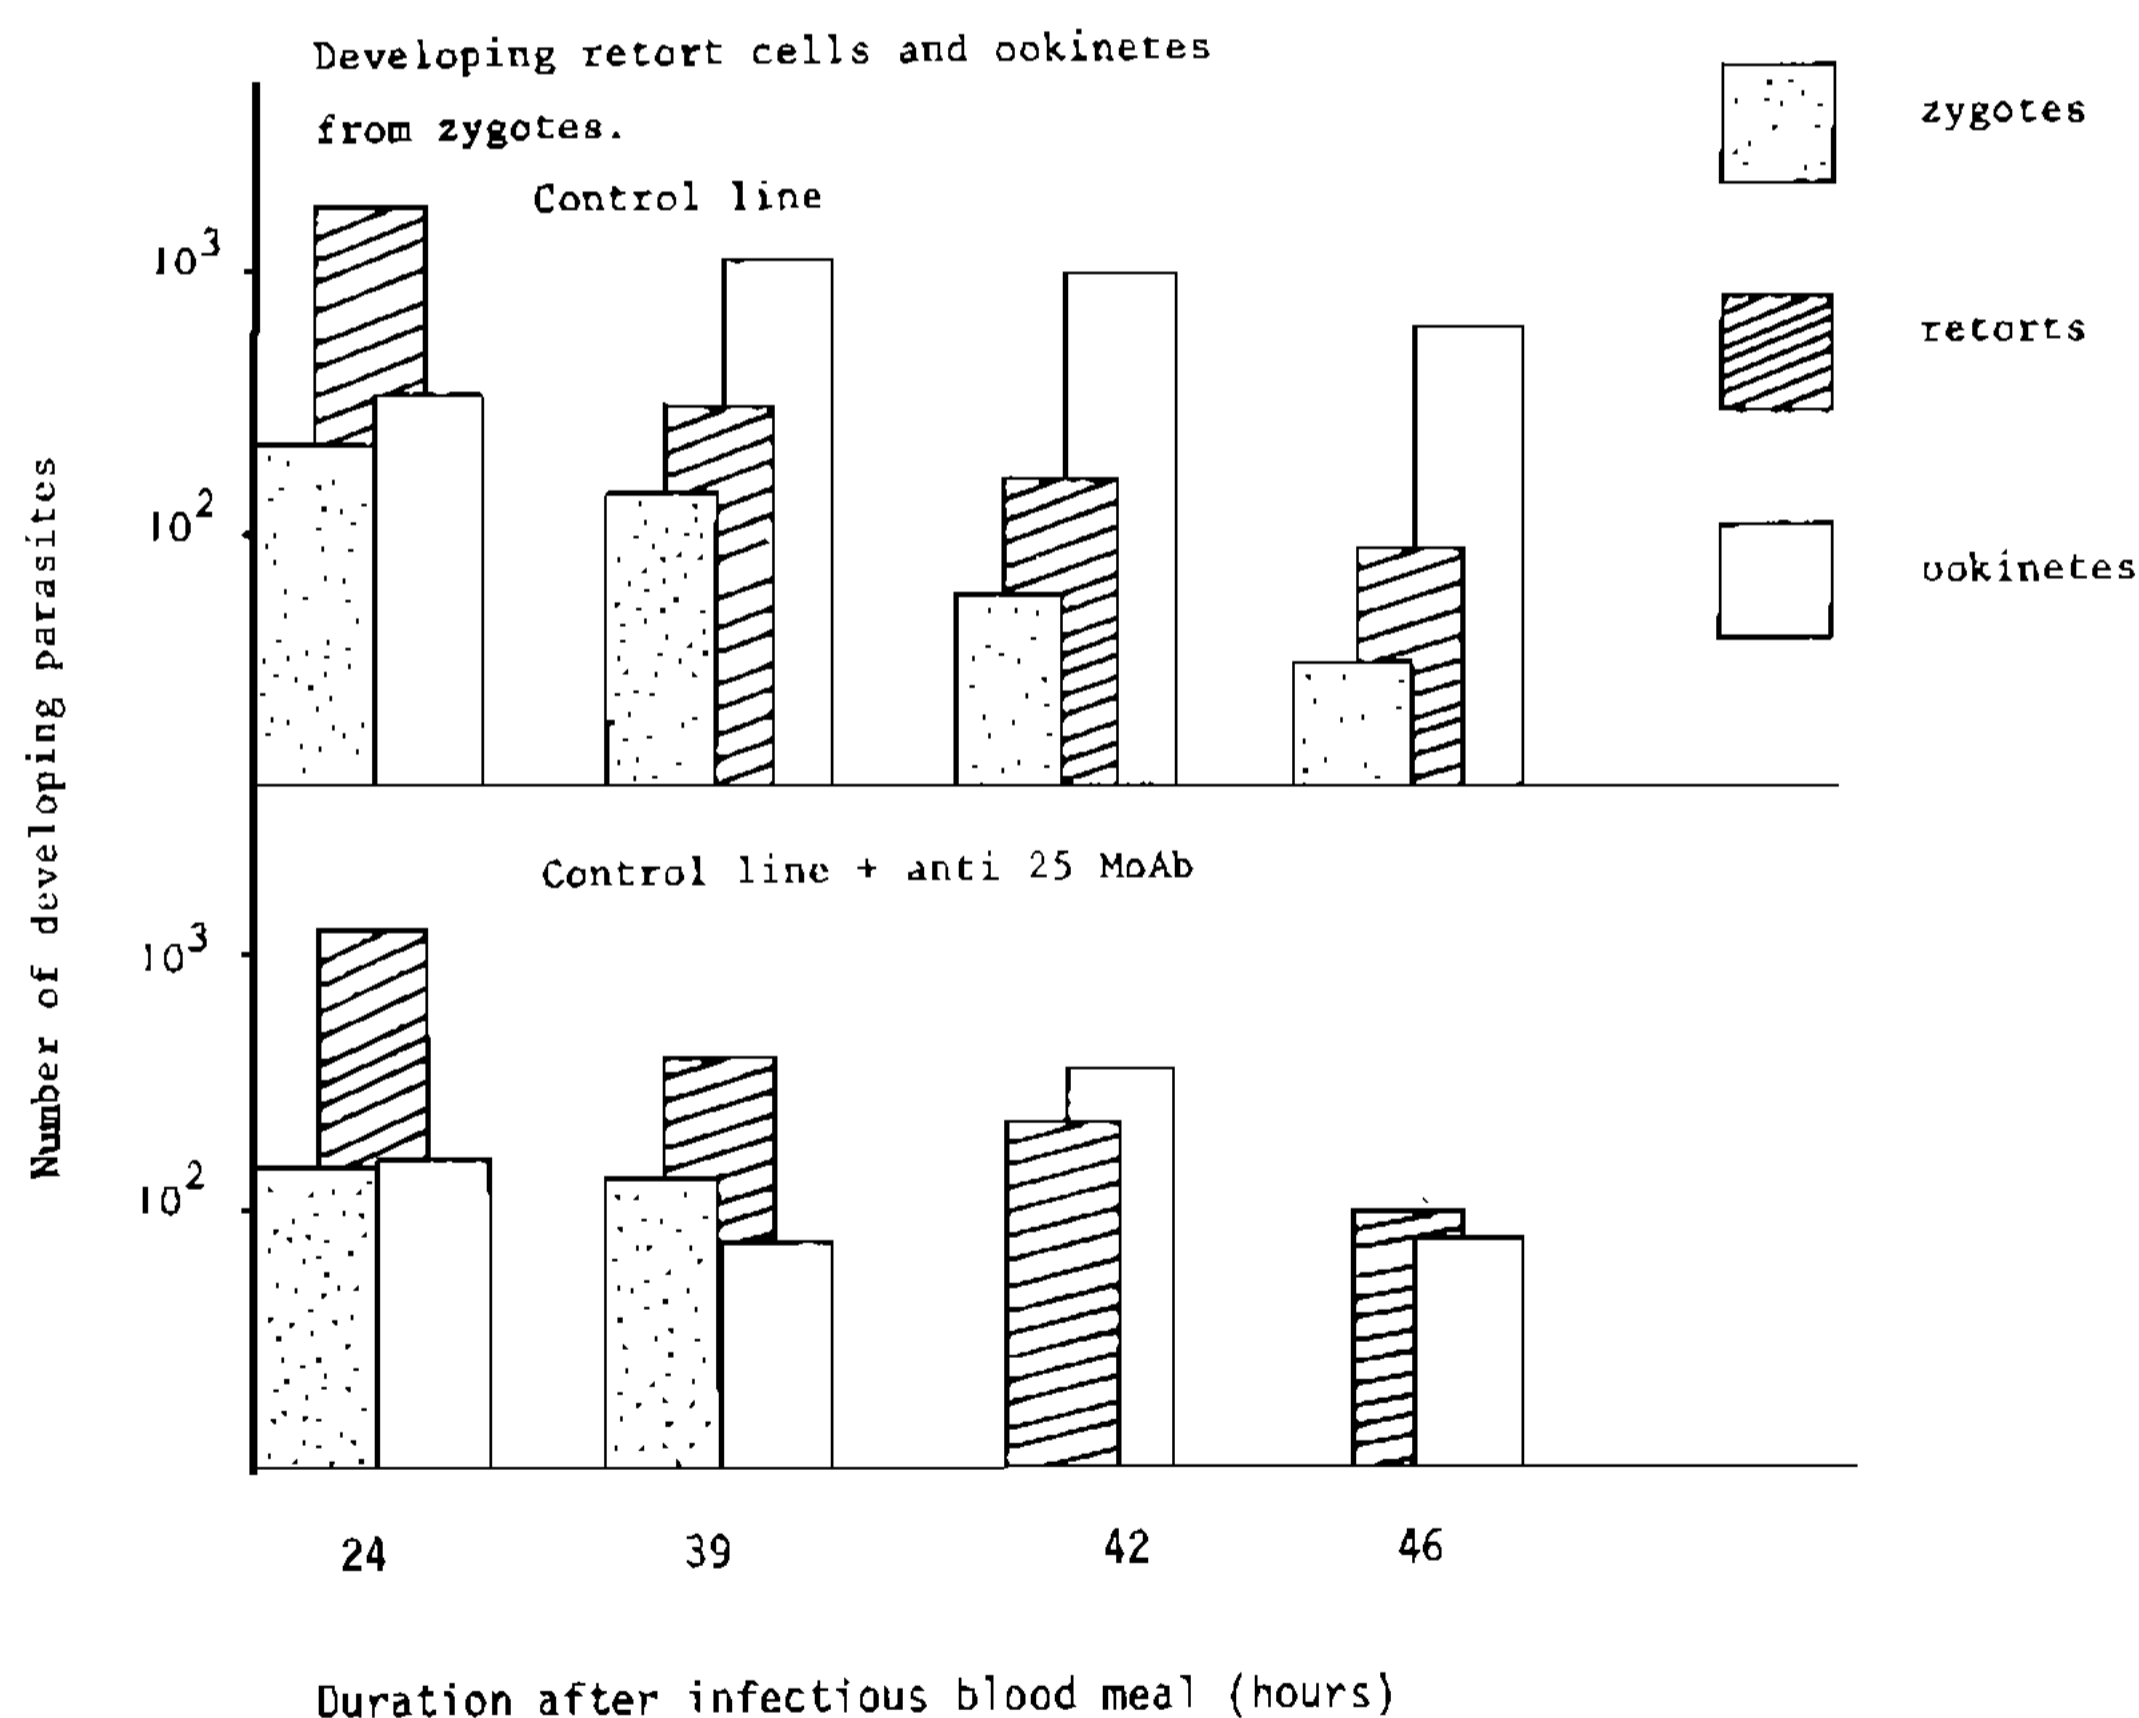 Developing retort cells and ookinetes
from zygotes.
Control line
zygotes
retorts
ookinetes
10³
10²
Number of developing parasites
Control line + anti 25 MoAb
10³
10²
24 39 42 46
Duration after infectious blood meal (hours)